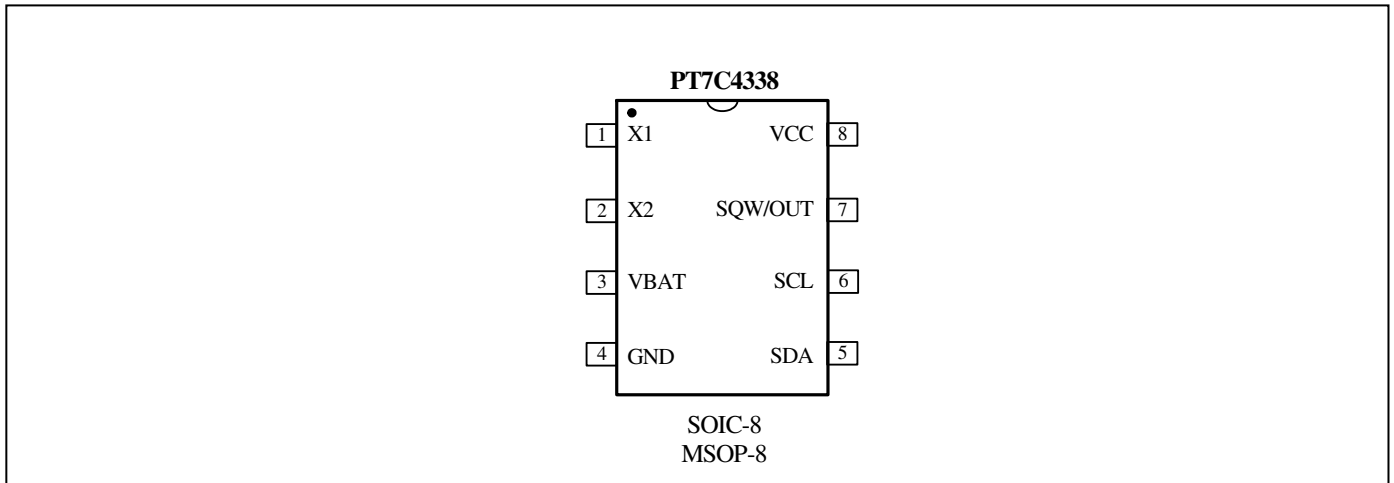 PT7C4338
1 X1 VCC 8
2 X2 SQW/OUT 7
3 VBAT SCL 6
4 GND SDA 5
SOIC-8
MSOP-8